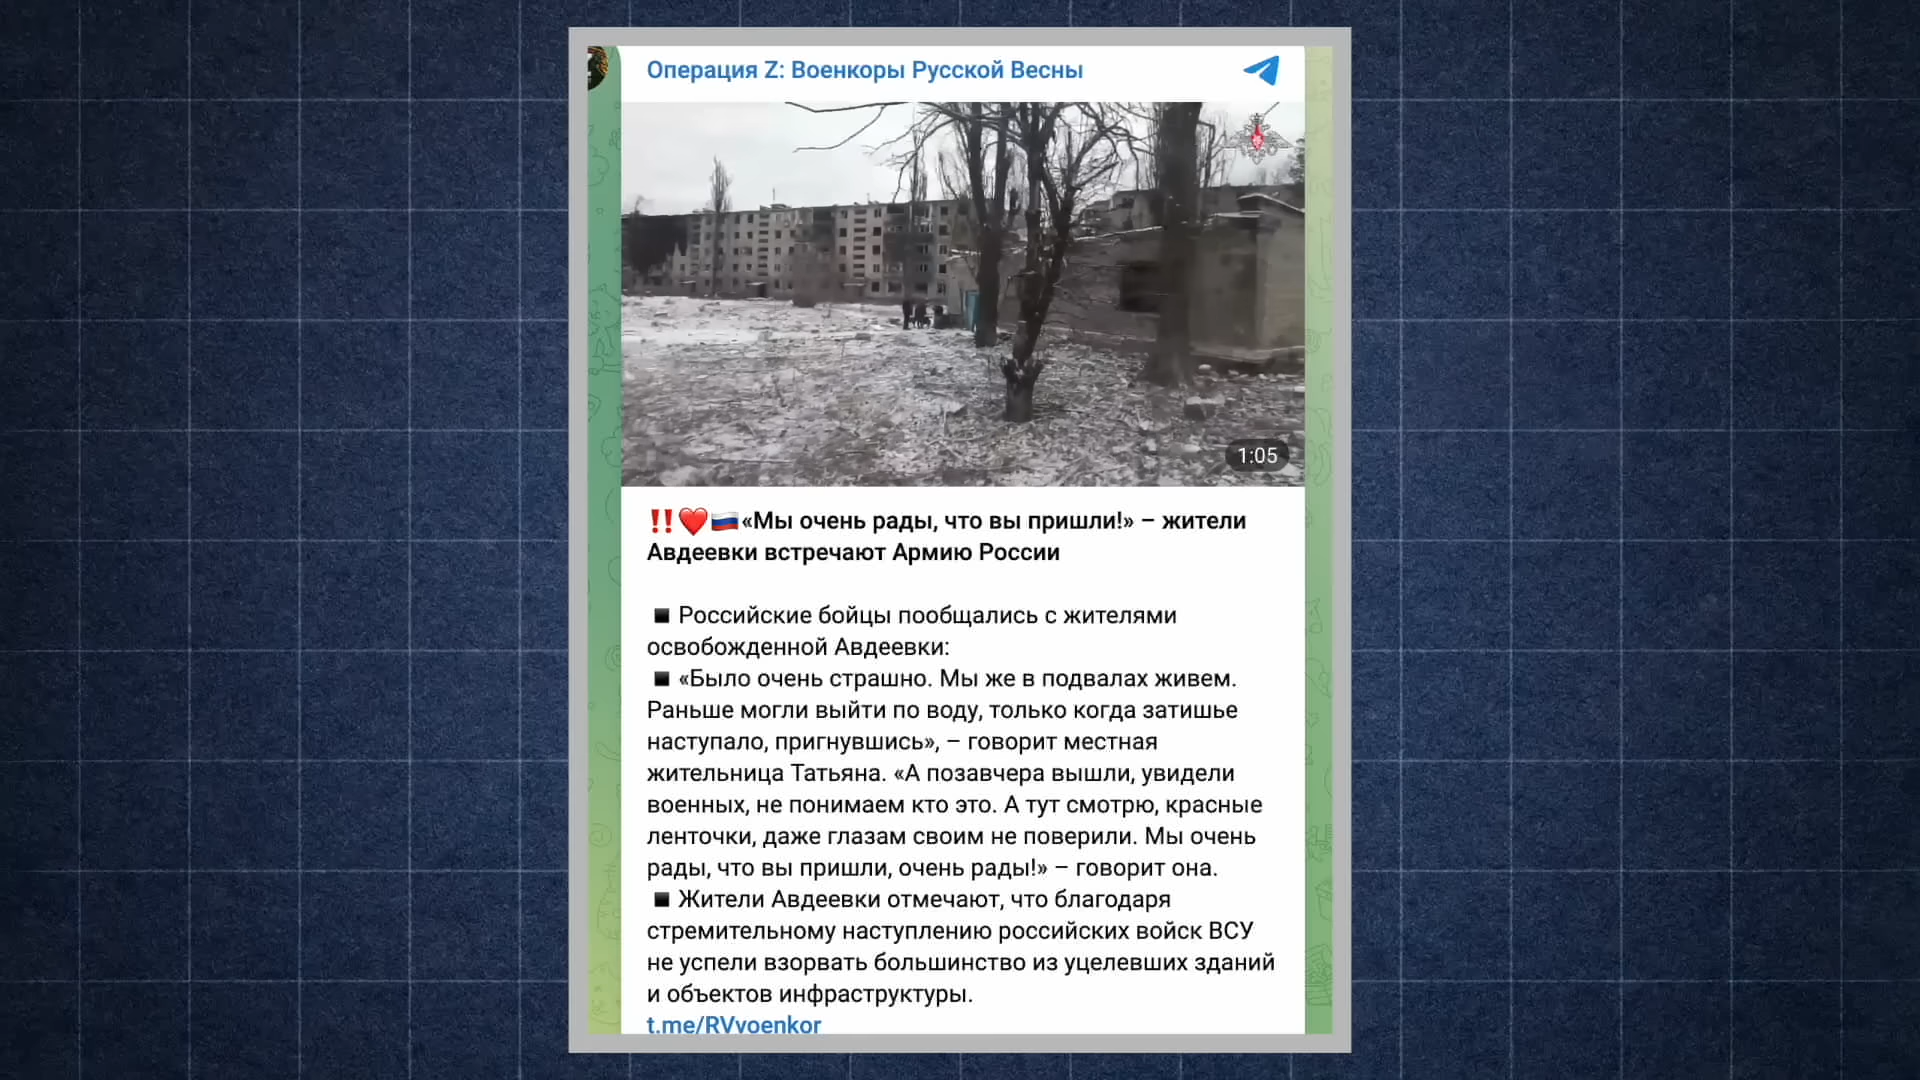 Операция Z: Военкоры Русской Весны
1:05
‼️❤️🇷🇺«Мы очень рады, что вы пришли!» – жители
Авдеевки встречают Армию России
◾Российские бойцы пообщались с жителями
освобожденной Авдеевки:
◾«Было очень страшно. Мы же в подвалах живем.
Раньше могли выйти по воду, только когда затишье
наступало, пригнувшись», – говорит местная
жительница Татьяна. «А позавчера вышли, увидели
военных, не понимаем кто это. А тут смотрю, красные
ленточки, даже глазам своим не поверили. Мы очень
рады, что вы пришли, очень рады!» – говорит она.
◾Жители Авдеевки отмечают, что благодаря
стремительному наступлению российских войск ВСУ
не успели взорвать большинство из уцелевших зданий
и объектов инфраструктуры.
t.me/RVvoenkor